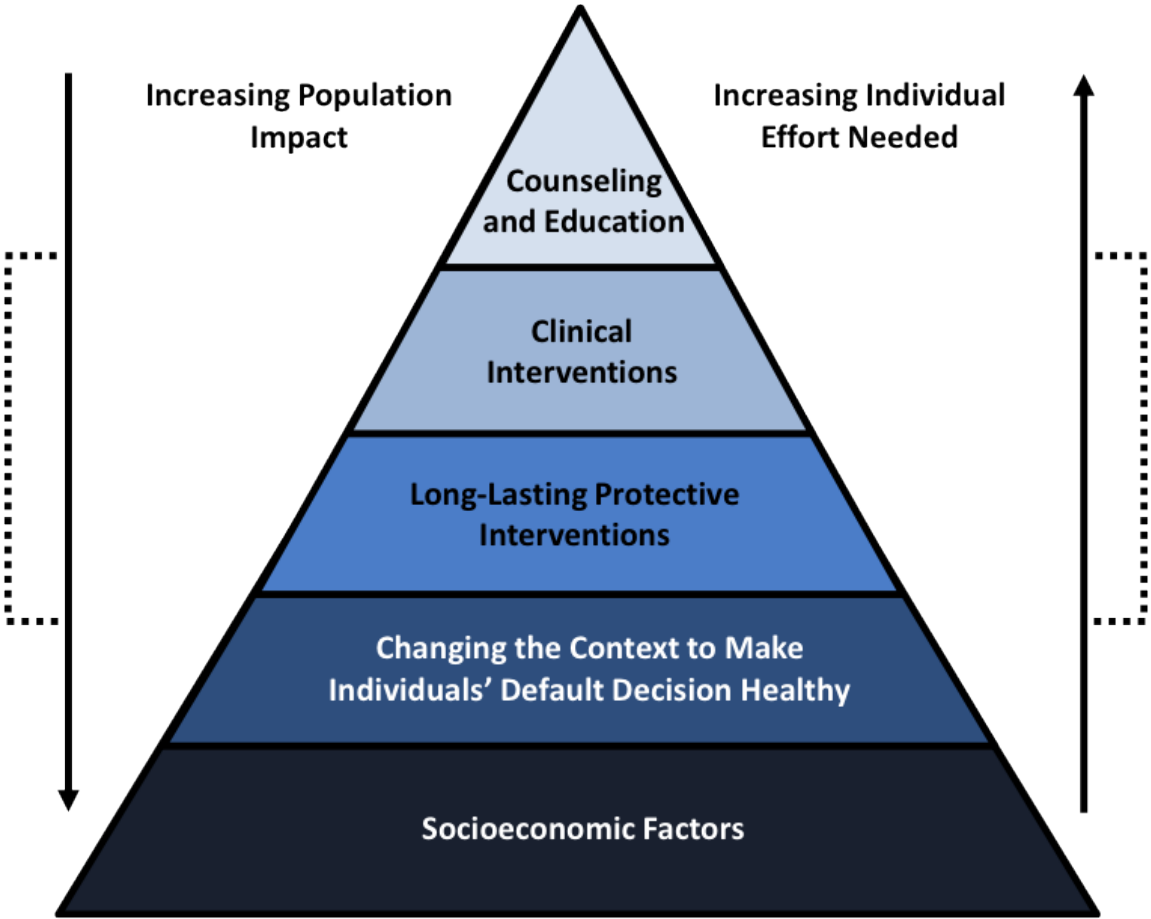 Increasing Population
Impact
Increasing Individual
Effort Needed
Counseling
and Education
Clinical
Interventions
Long-Lasting Protective
Interventions
Changing the Context to Make
Individuals’ Default Decision Healthy
Socioeconomic Factors